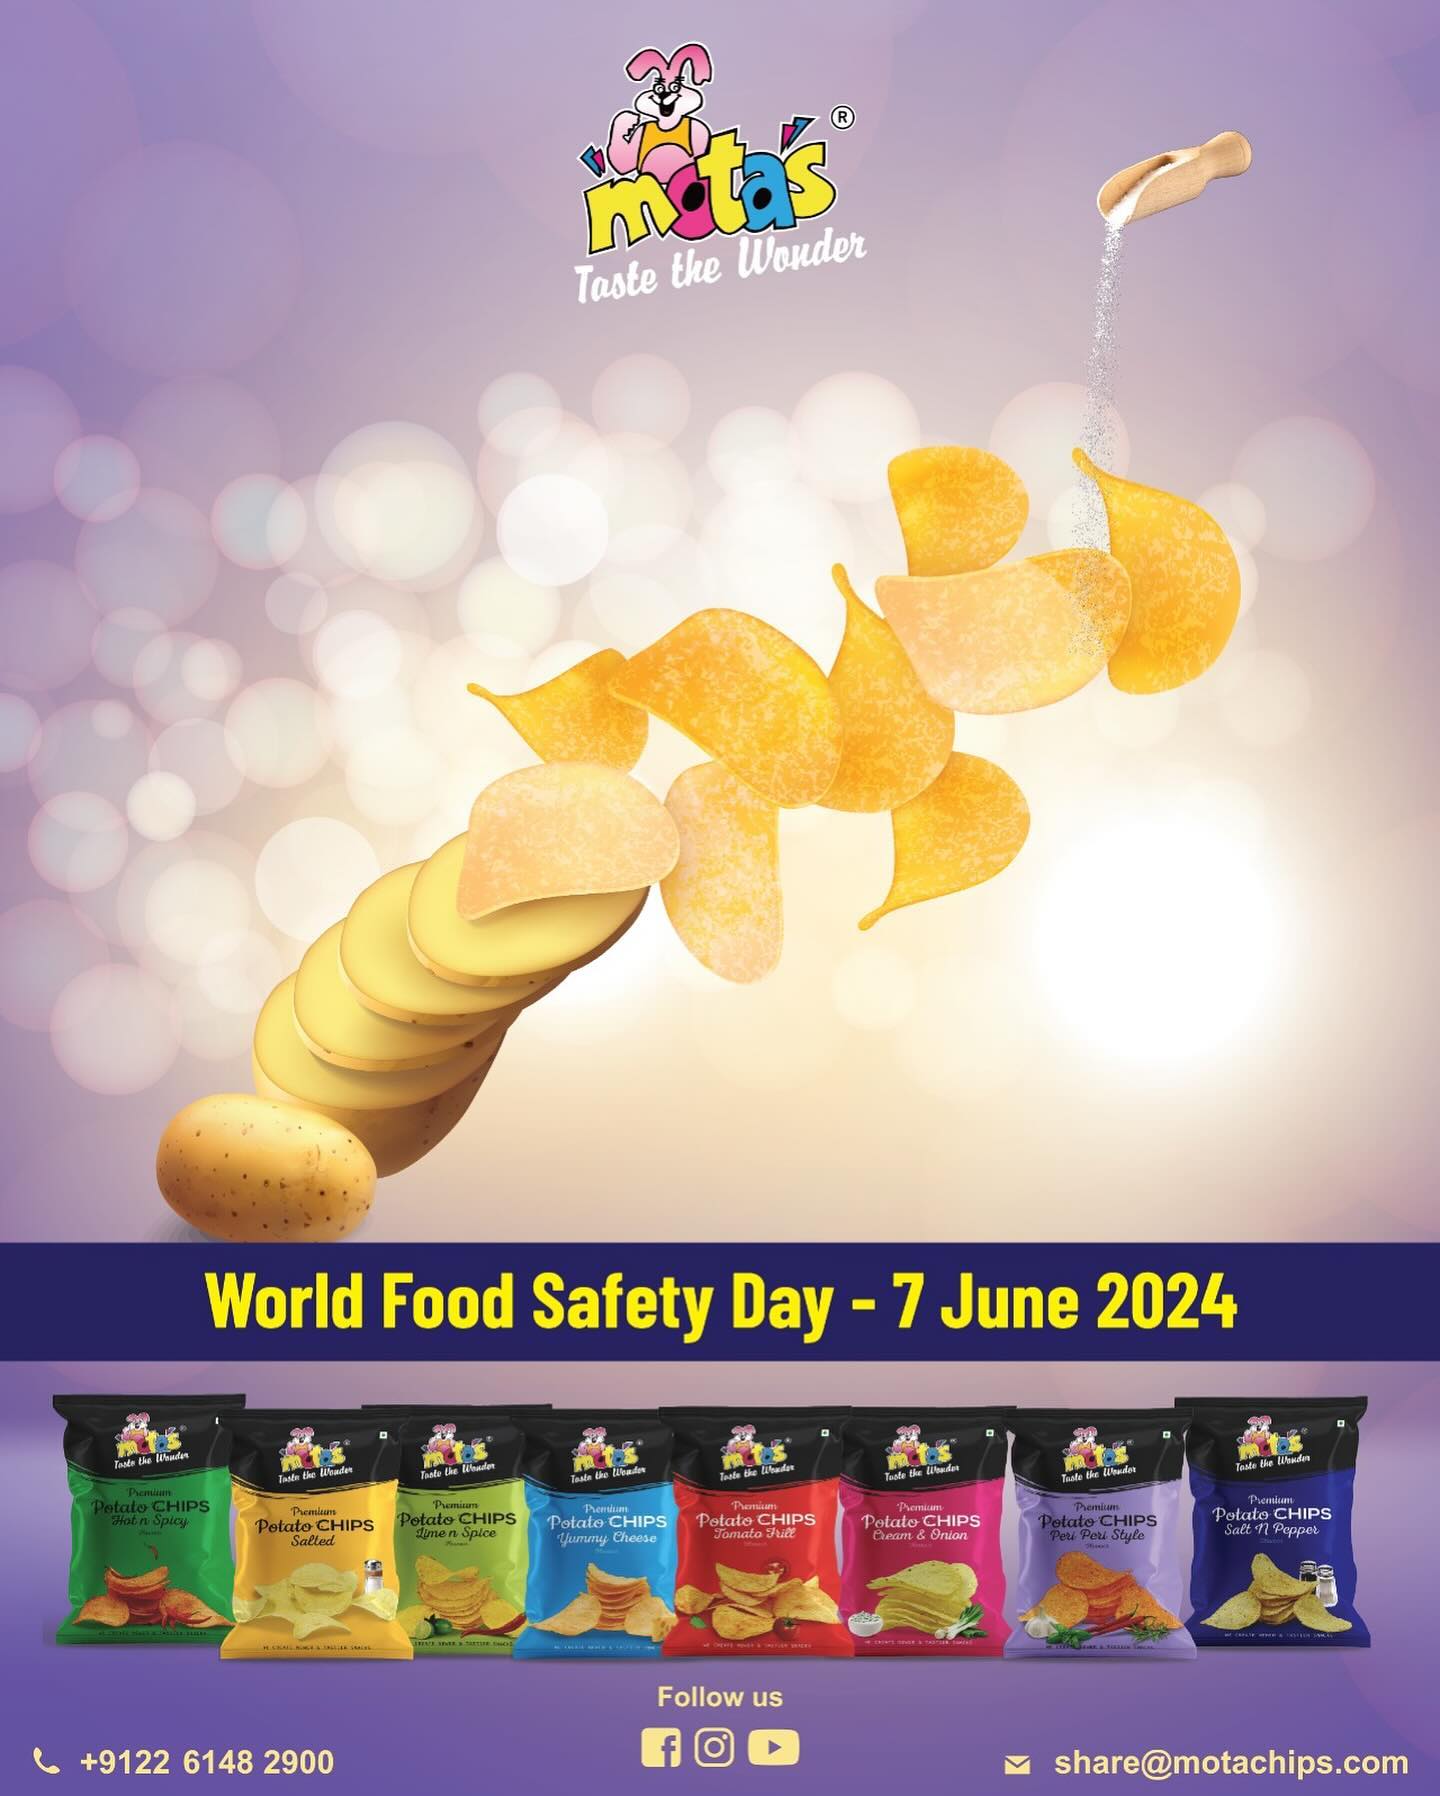 mota's ®
Taste the Wonder
World Food Safety Day - 7 June 2024
mota's
Taste the Wonder
Premium
Potato CHIPS
Hot n Spicy
mota's
Taste the Wonder
Premium
Potato CHIPS
Salted
mota's
Taste the Wonder
Premium
Potato CHIPS
Lime n Spice
mota's
Taste the Wonder
Premium
Potato CHIPS
Yummy Cheese
mota's
Taste the Wonder
Premium
Potato CHIPS
Tomato Trill
mota's
Taste the Wonder
Premium
Potato CHIPS
Cream & Onion
mota's
Taste the Wonder
Premium
Potato CHIPS
Peri Peri Style
mota's
Taste the Wonder
Premium
Potato CHIPS
Salt N Pepper
Follow us
+9122 6148 2900
share@motachips.com